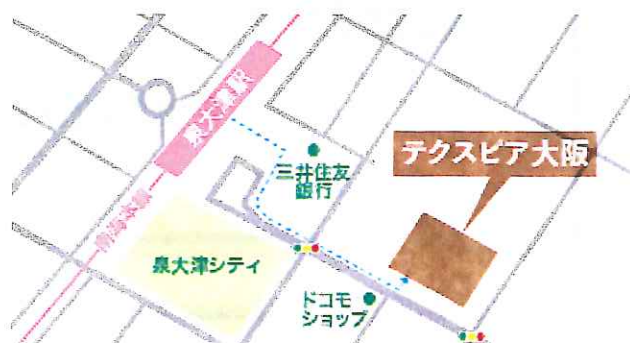 泉大津駅
三井住友
銀行
テクスピア大阪
南海本線
泉大津シティ
ドコモ
ショップ